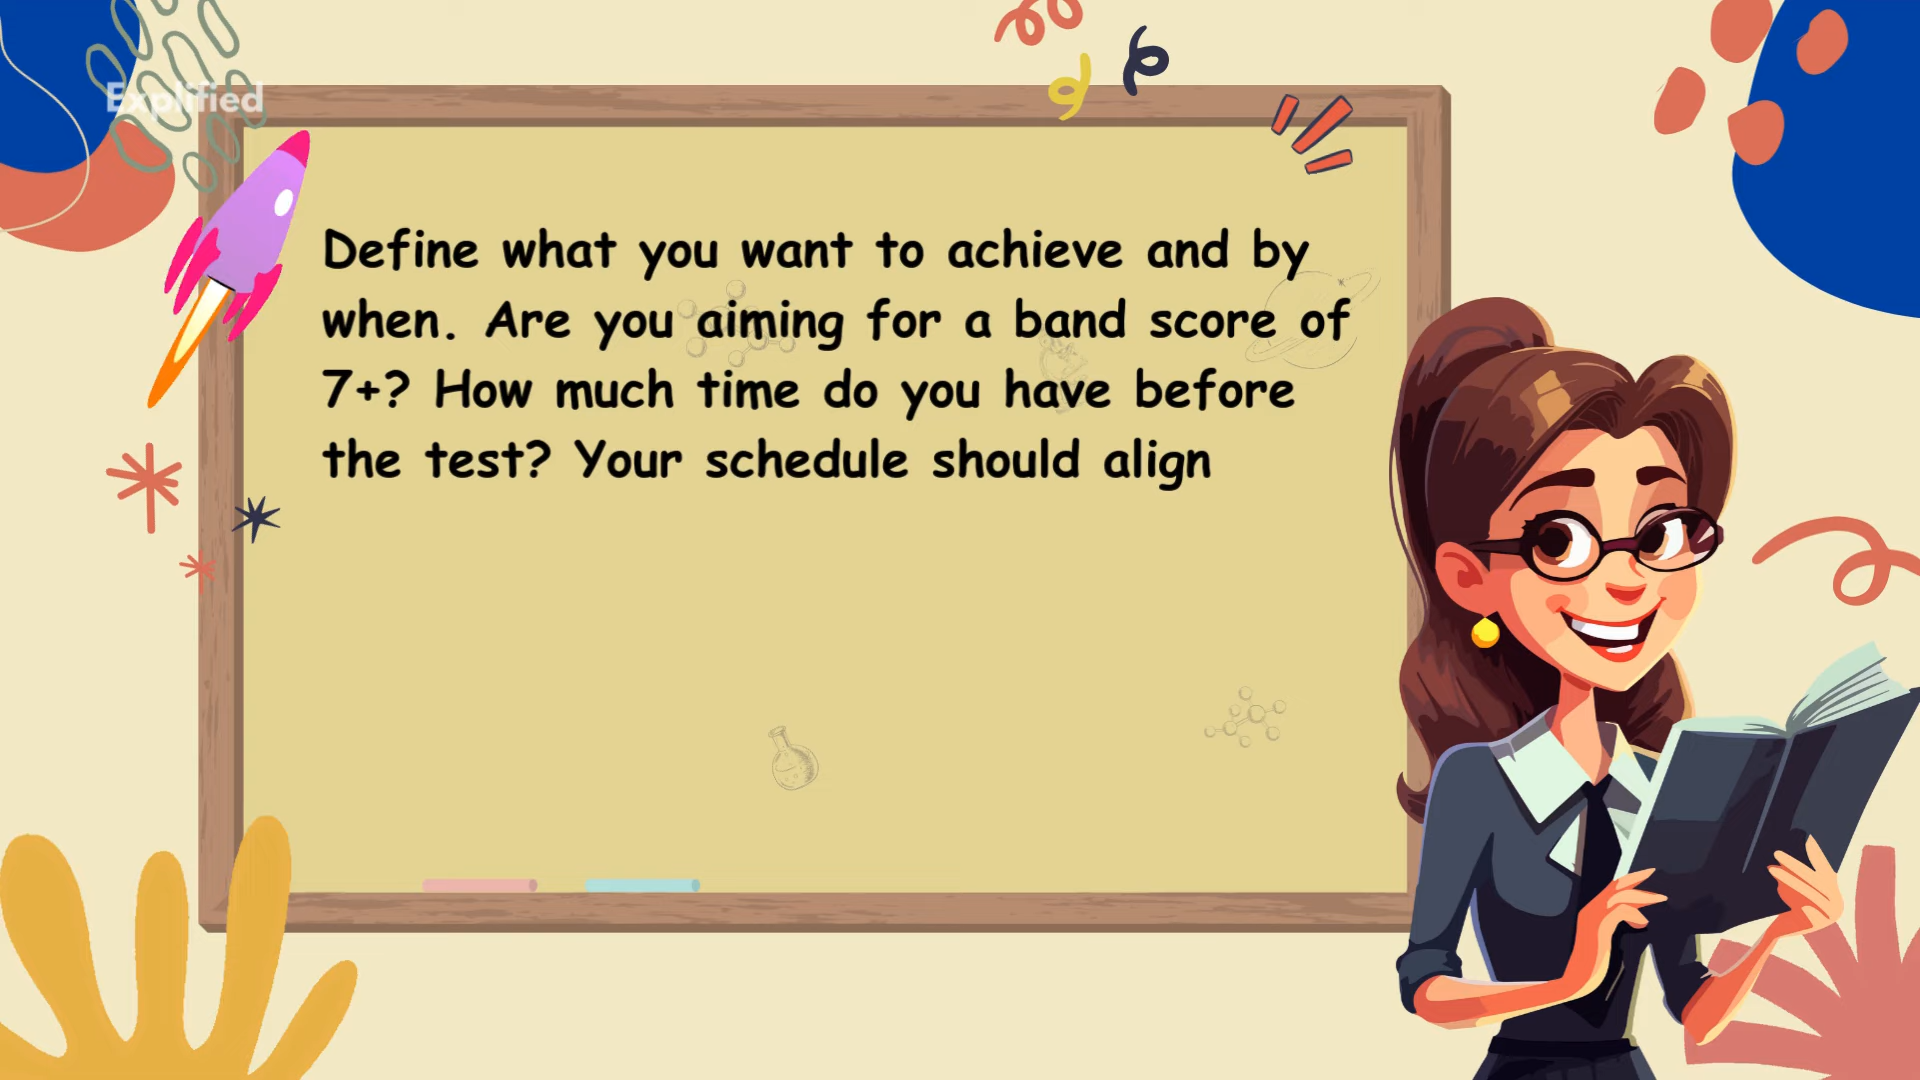 Explified
Define what you want to achieve and by
when. Are you aiming for a band score of
7+? How much time do you have before
the test? Your schedule should align